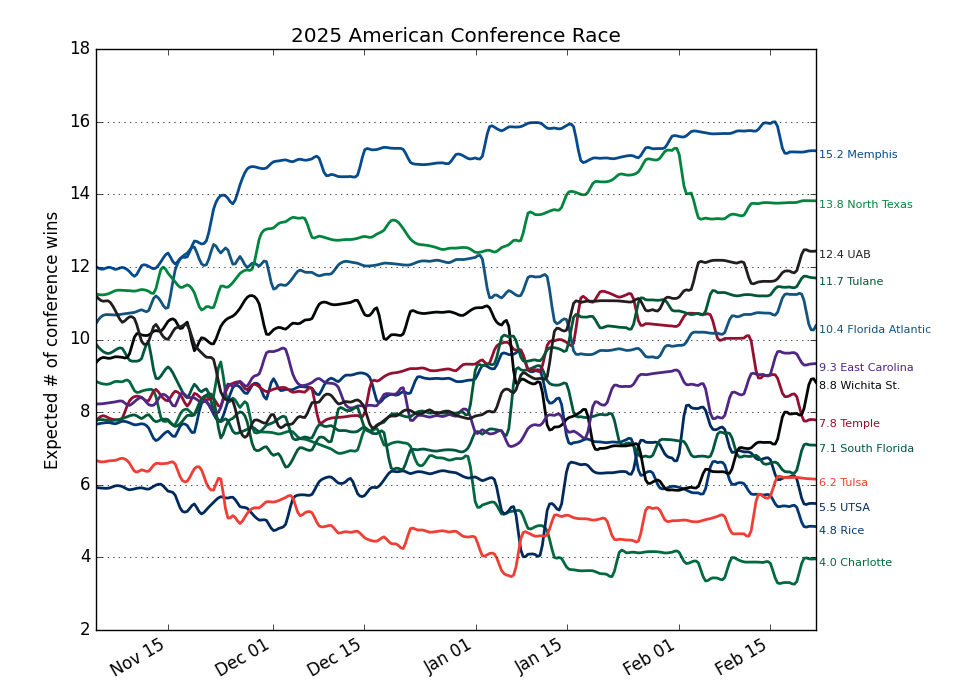 2025 American Conference Race
Expected # of conference wins
18
16
14
12
10
8
6
4
2
Nov 15
Dec 01
Dec 15
Jan 01
Jan 15
Feb 01
Feb 15
15.2 Memphis
13.8 North Texas
12.4 UAB
11.7 Tulane
10.4 Florida Atlantic
9.3 East Carolina
8.8 Wichita St.
7.8 Temple
7.1 South Florida
6.2 Tulsa
5.5 UTSA
4.8 Rice
4.0 Charlotte